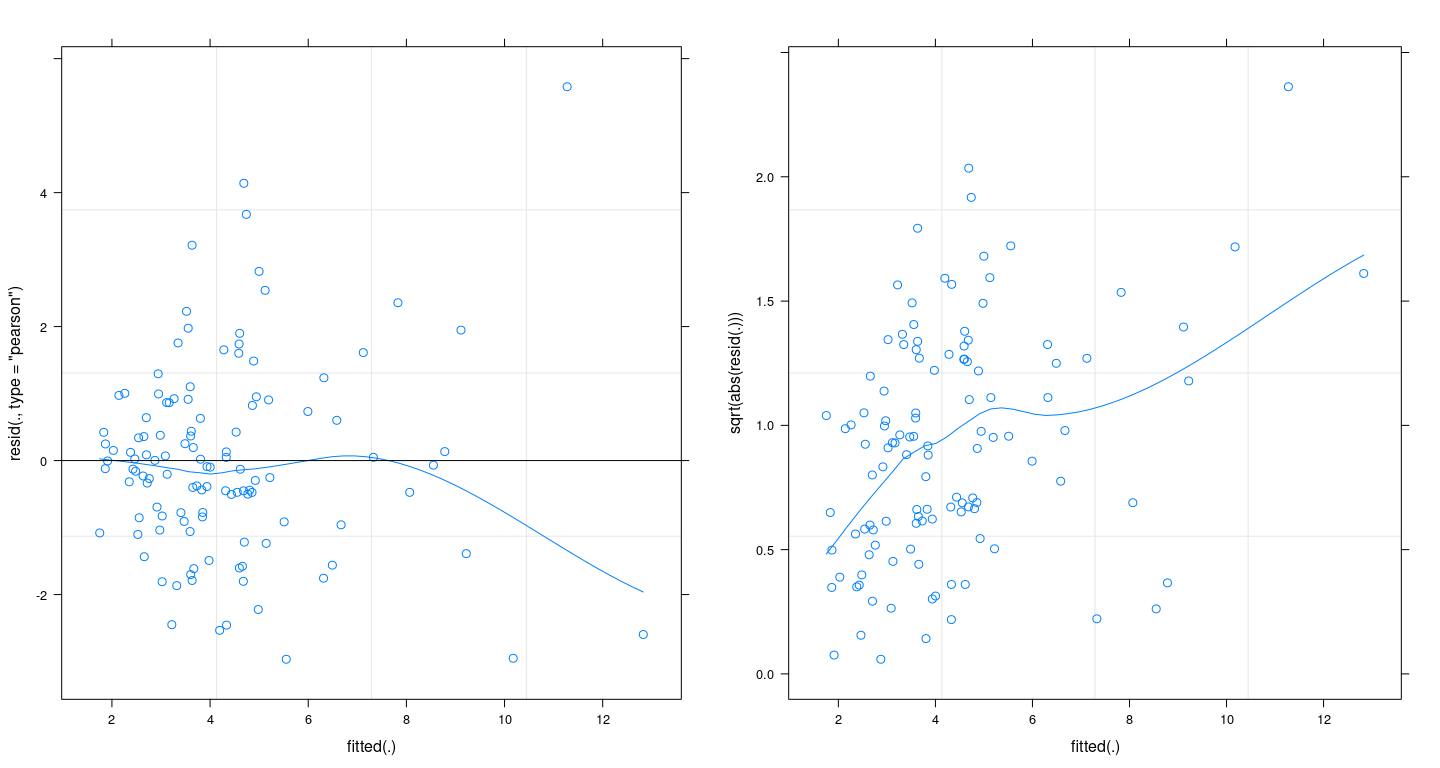 resid(., type = "pearson")
4
2
0
-2
2 4 6 8 10 12
fitted(.)
sqrt(abs(resid(.)))
2.0
1.5
1.0
0.5
0.0
2 4 6 8 10 12
fitted(.)